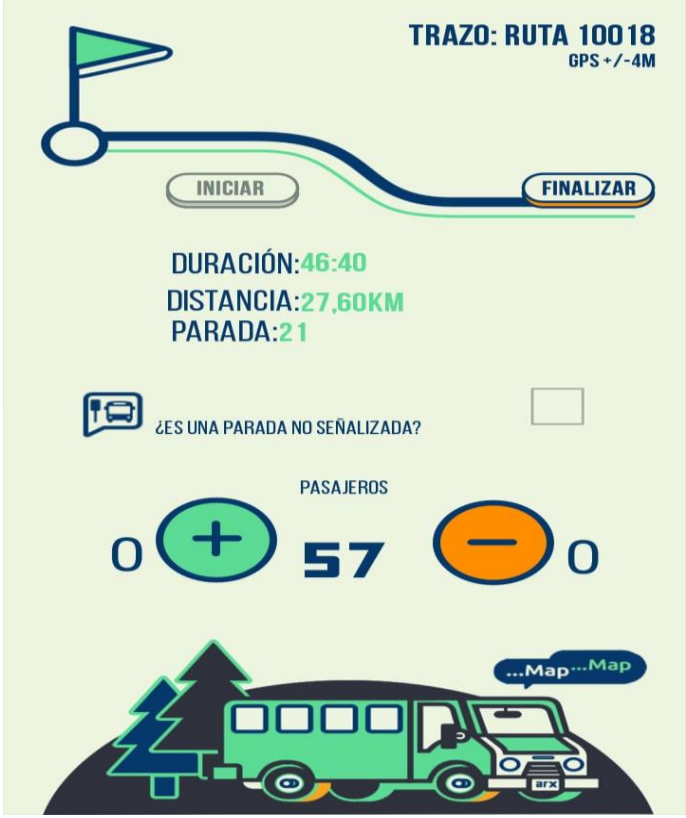 TRAZO: RUTA 10018
GPS +/-4M
INICIAR
FINALIZAR
DURACIÓN:46:40
DISTANCIA:27,60KM
PARADA:21
¿ES UNA PARADA NO SEÑALIZADA?
PASAJEROS
0 + 57 − 0
...Map...Map
arx